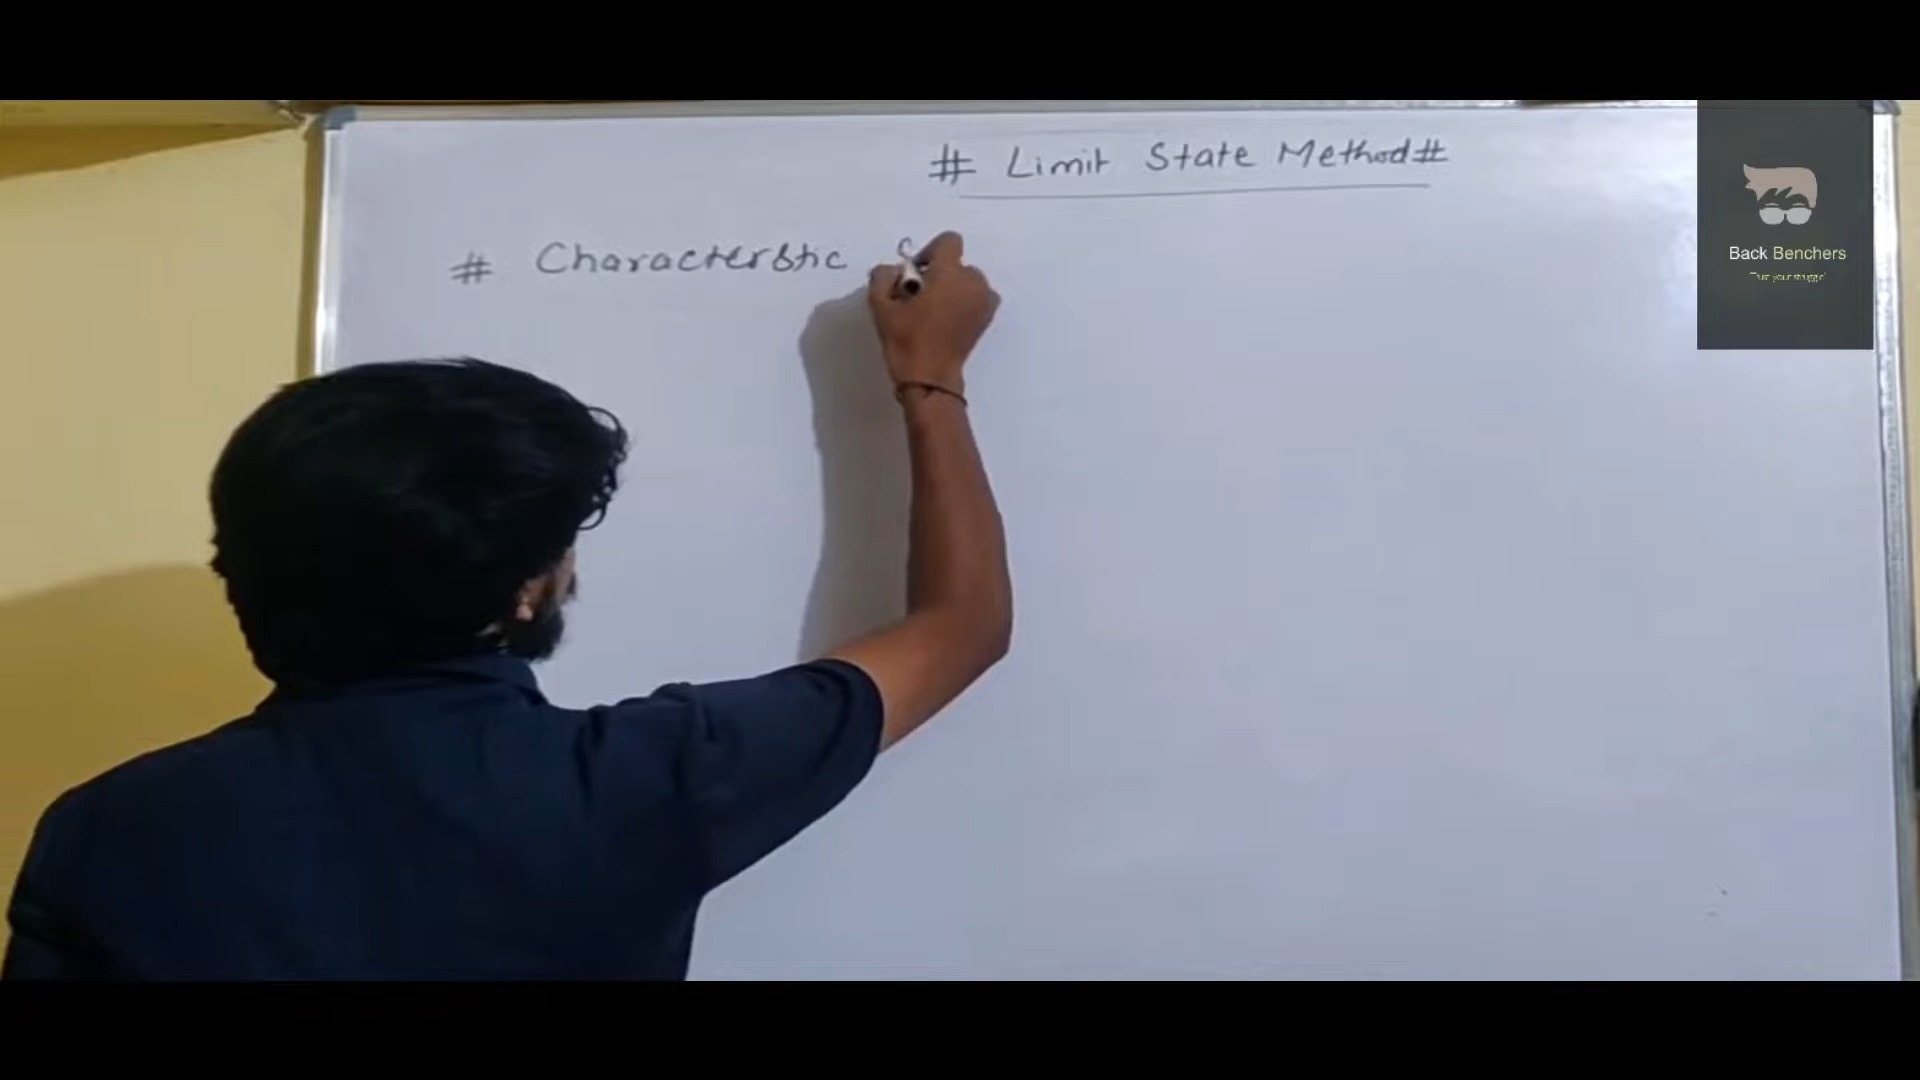 # Limit State Method #
# Characterstic S
Back Benchers